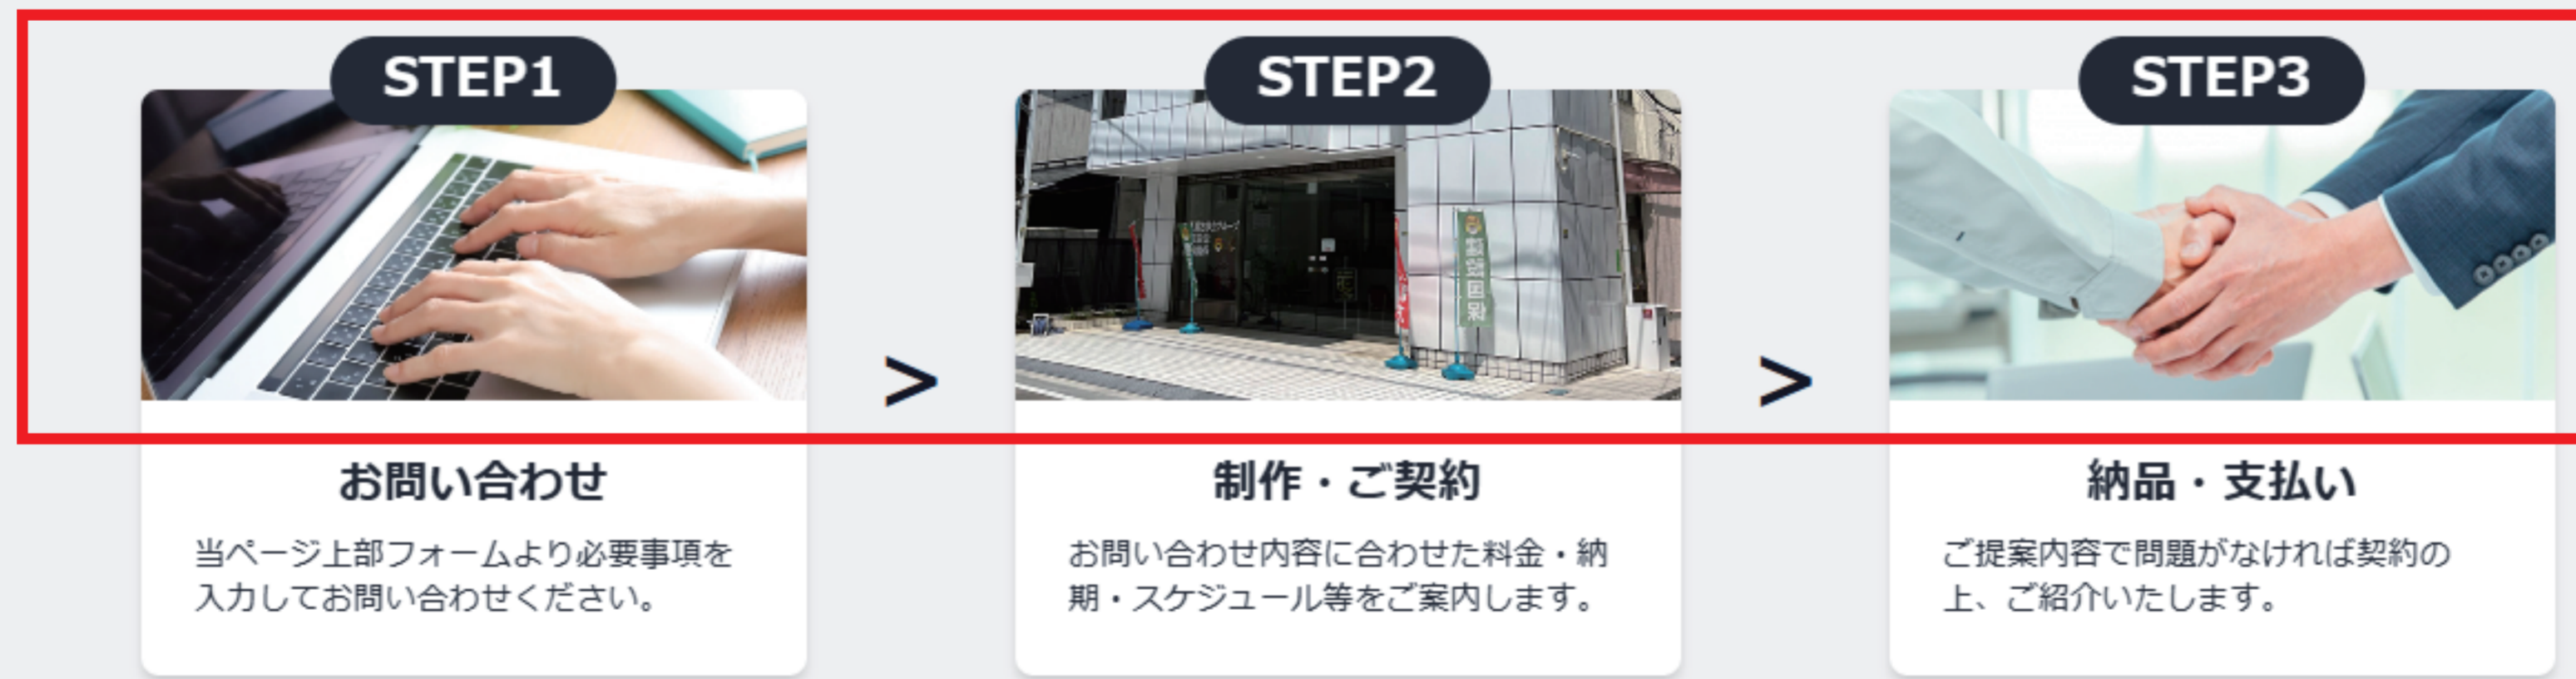 STEP1
STEP2
STEP3
>
>
お問い合わせ
当ページ上部フォームより必要事項を
入力してお問い合わせください。
制作・ご契約
お問い合わせ内容に合わせた料金・納
期・スケジュール等をご案内します。
納品・支払い
ご提案内容で問題がなければ契約の
上、ご紹介いたします。